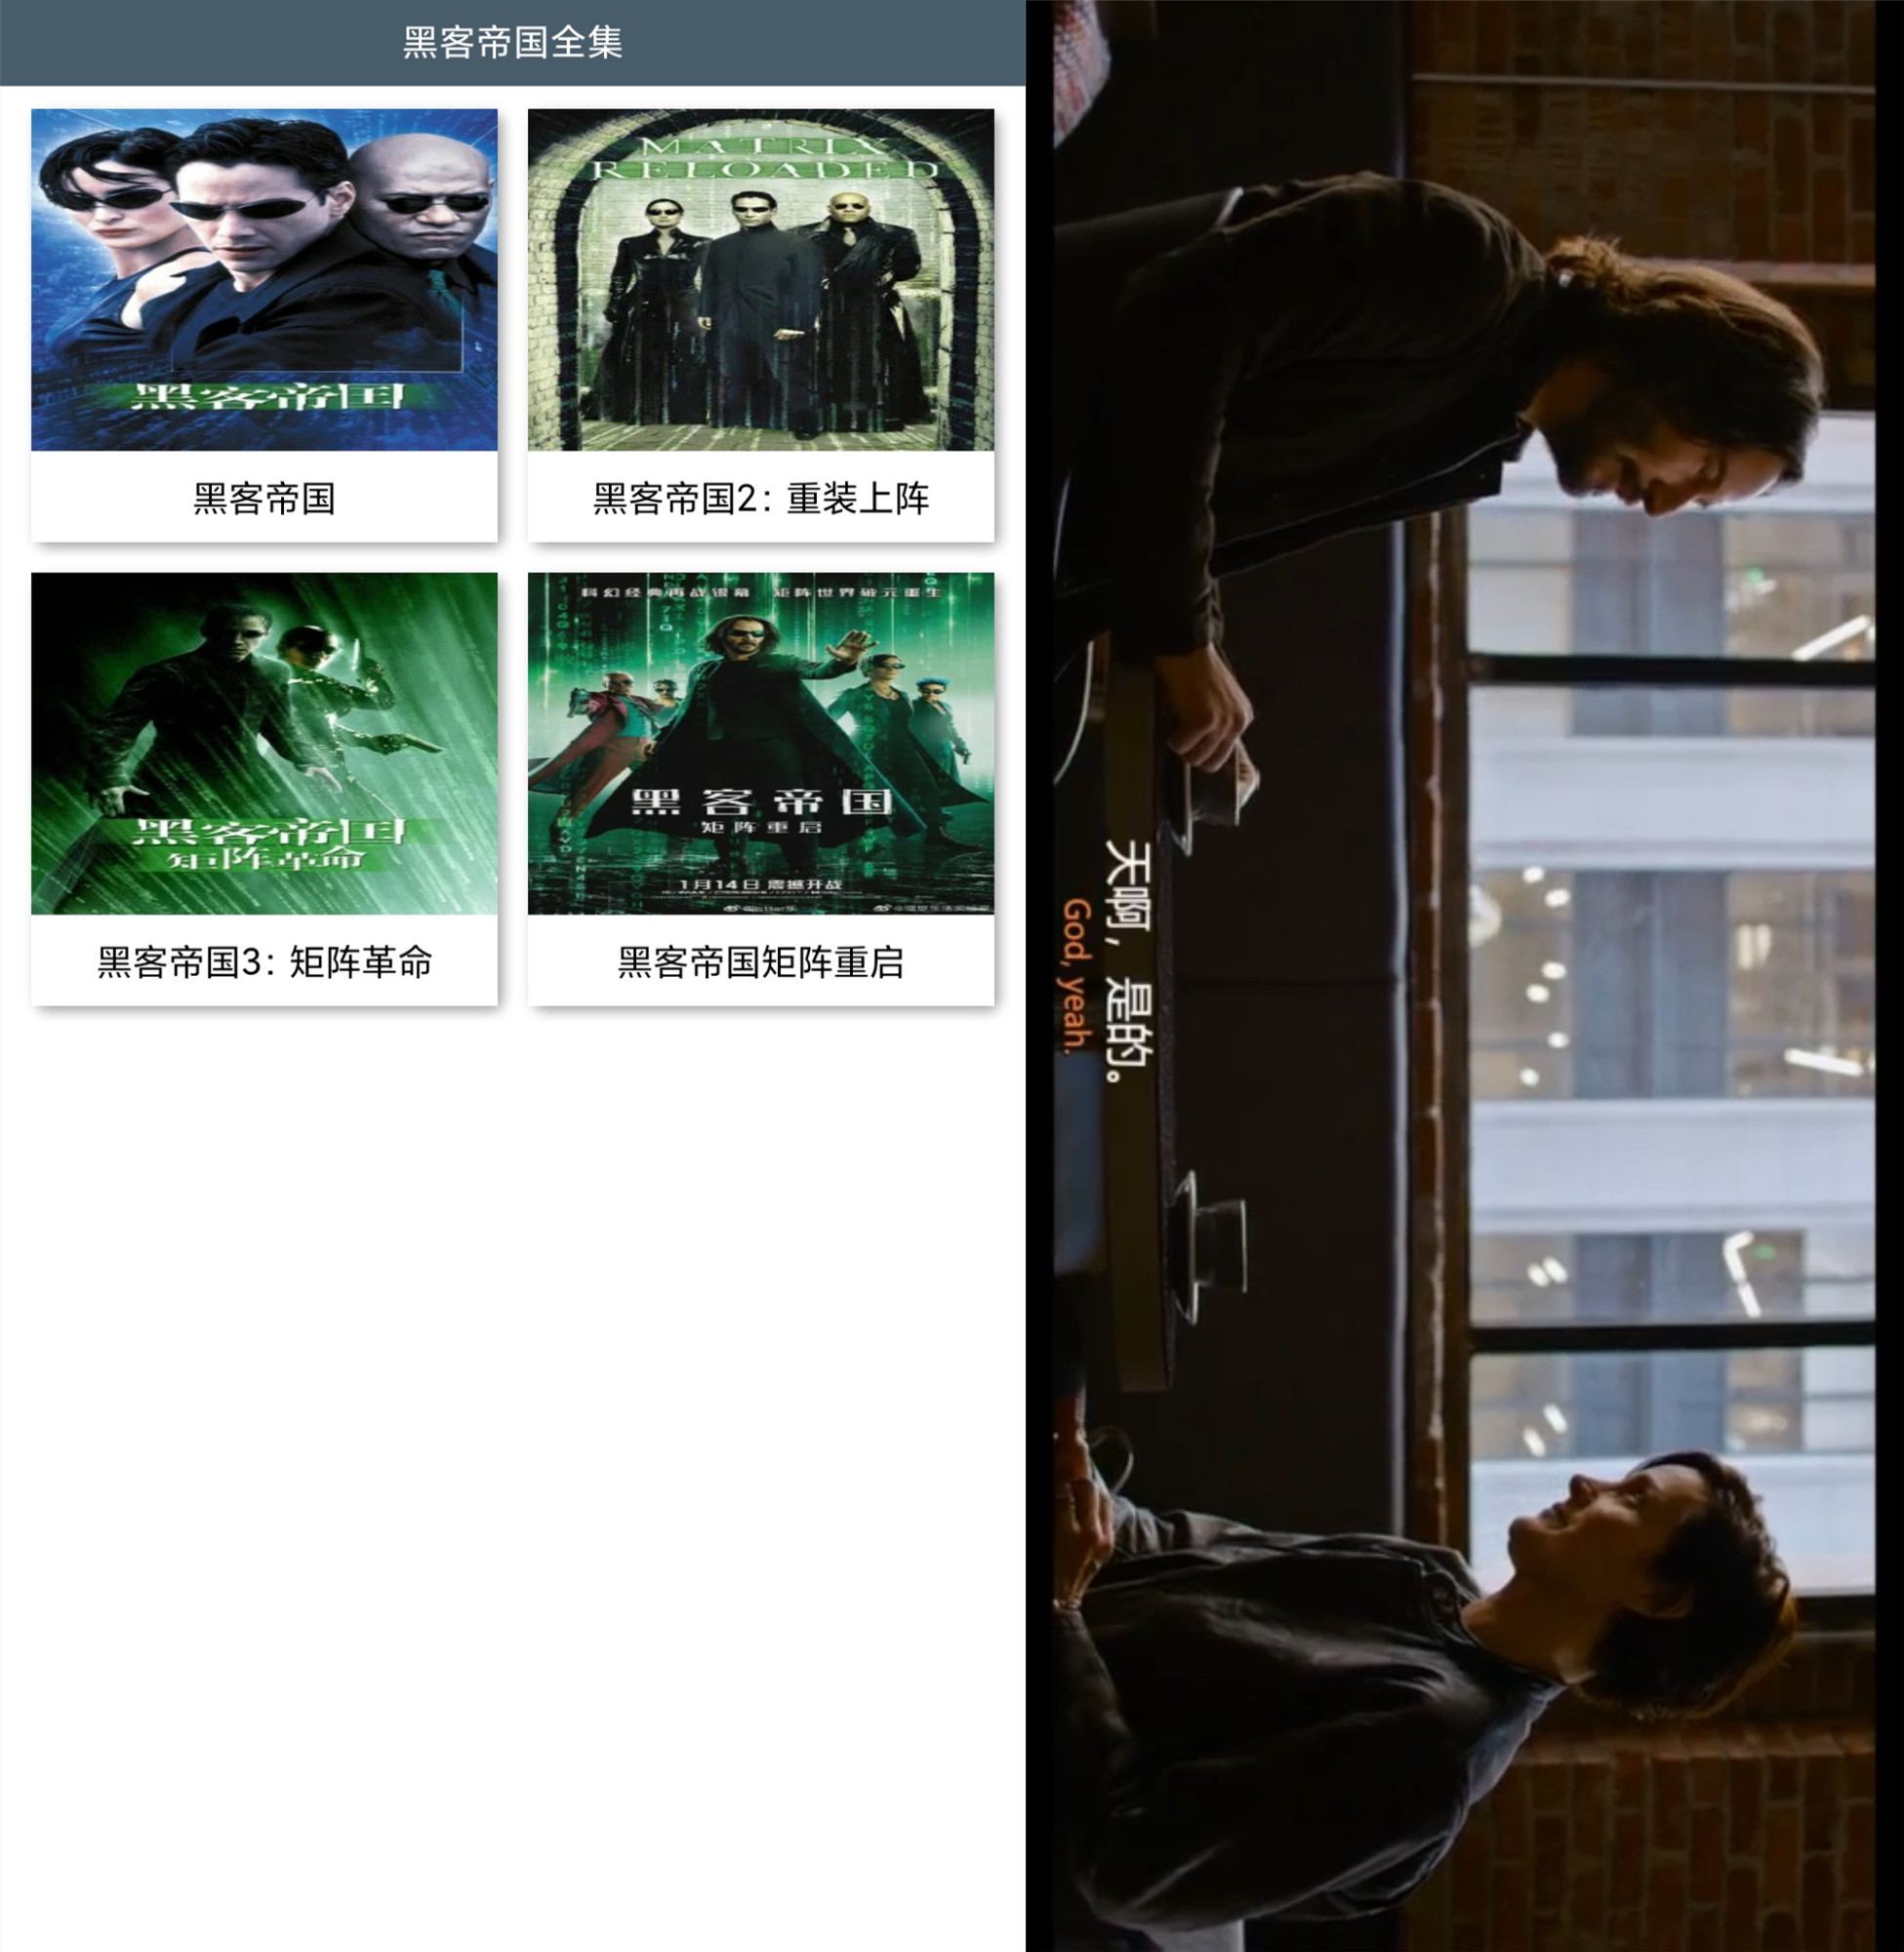 黑客帝国全集
黑客帝国
黑客帝国
MATRIX
RELOADED
黑客帝国2：重装上阵
黑客帝国
矩阵革命
黑客帝国3：矩阵革命
科幻经典再战银幕 矩阵世界破元重生
黑客帝国
矩阵重启
1月14日 震撼开战
黑客帝国矩阵重启
天啊，是的。
God, yeah.